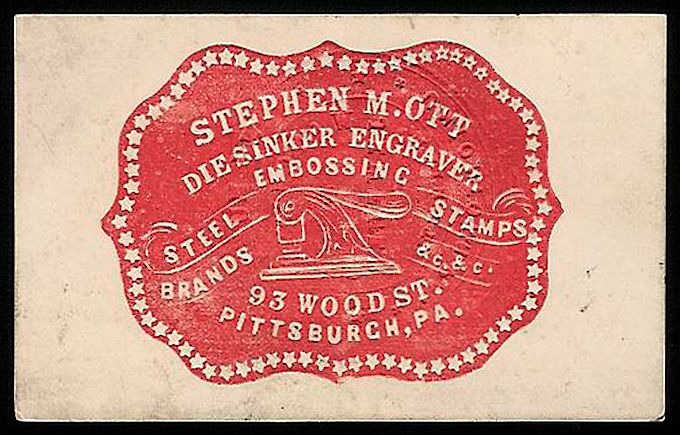 STEPHEN M. OTT
DIE SINKER ENGRAVER
EMBOSSING
STEEL STAMPS
BRANDS &c. &c.
93 WOOD ST.
PITTSBURGH, PA.